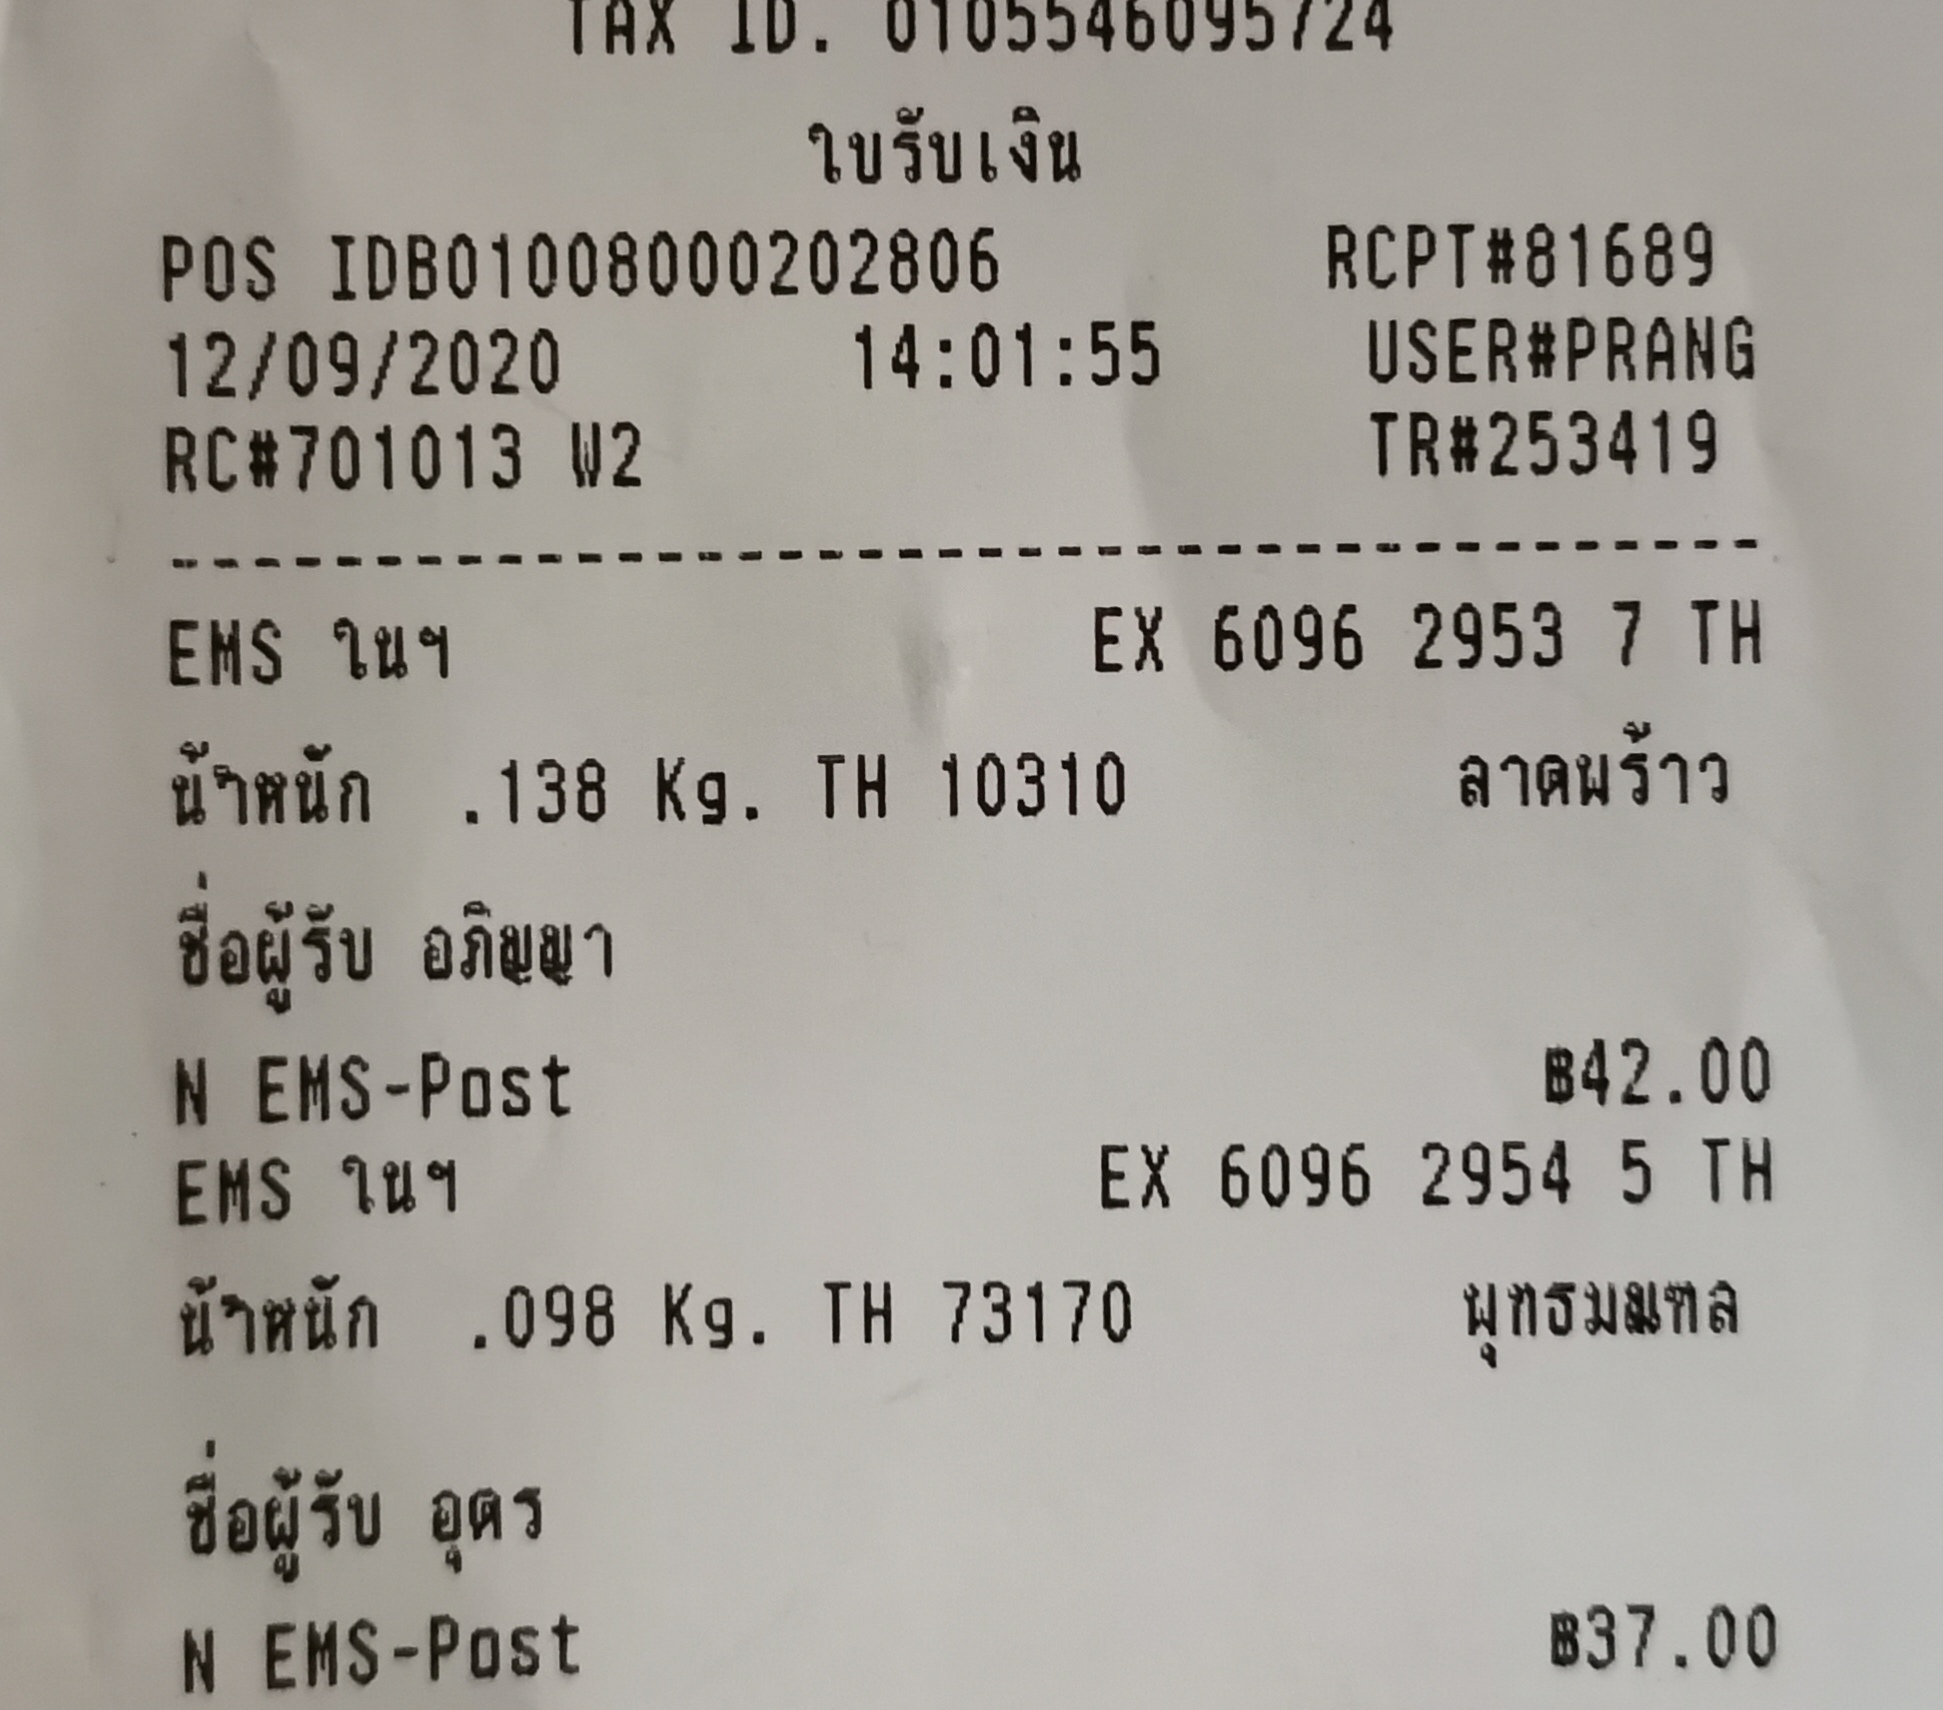 TAX ID. 0105546095724
ใบรับเงิน
POS IDB01008000202806 RCPT#81689
12/09/2020 14:01:55 USER#PRANG
RC#701013 W2 TR#253419
--------------------------------
EMS ในฯ EX 6096 2953 7 TH
น้ำหนัก .138 Kg. TH 10310 ลาดพร้าว
ชื่อผู้รับ อภิญญา
N EMS-Post ฿42.00
EMS ในฯ EX 6096 2954 5 TH
น้ำหนัก .098 Kg. TH 73170 พุทธมณฑล
ชื่อผู้รับ อุดร
N EMS-Post ฿37.00